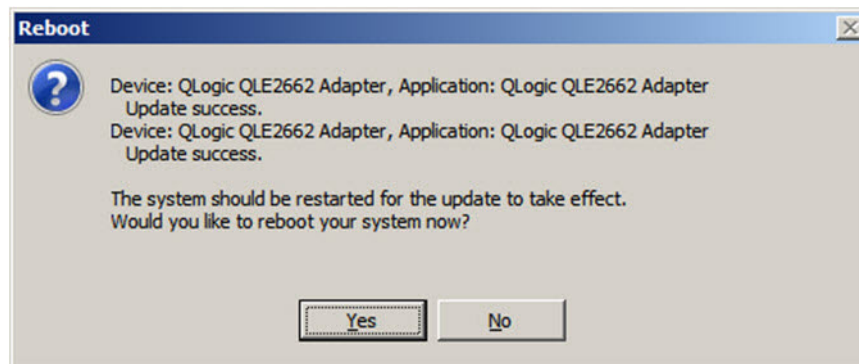 Reboot
Device: QLogic QLE2662 Adapter, Application: QLogic QLE2662 Adapter
Update success.
Device: QLogic QLE2662 Adapter, Application: QLogic QLE2662 Adapter
Update success.
The system should be restarted for the update to take effect.
Would you like to reboot your system now?
Yes No